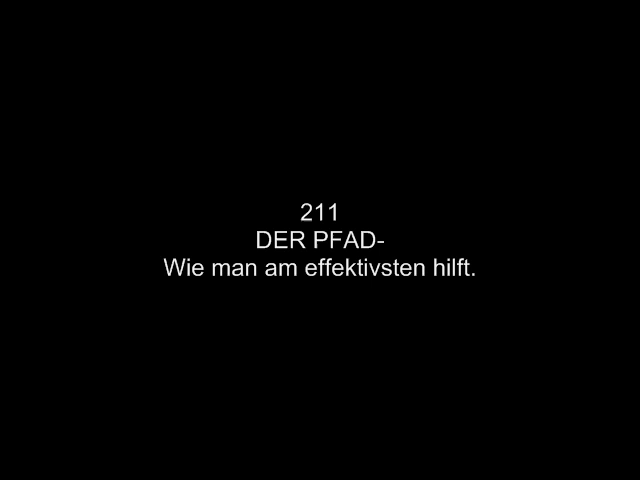 211
DER PFAD-
Wie man am effektivsten hilft.